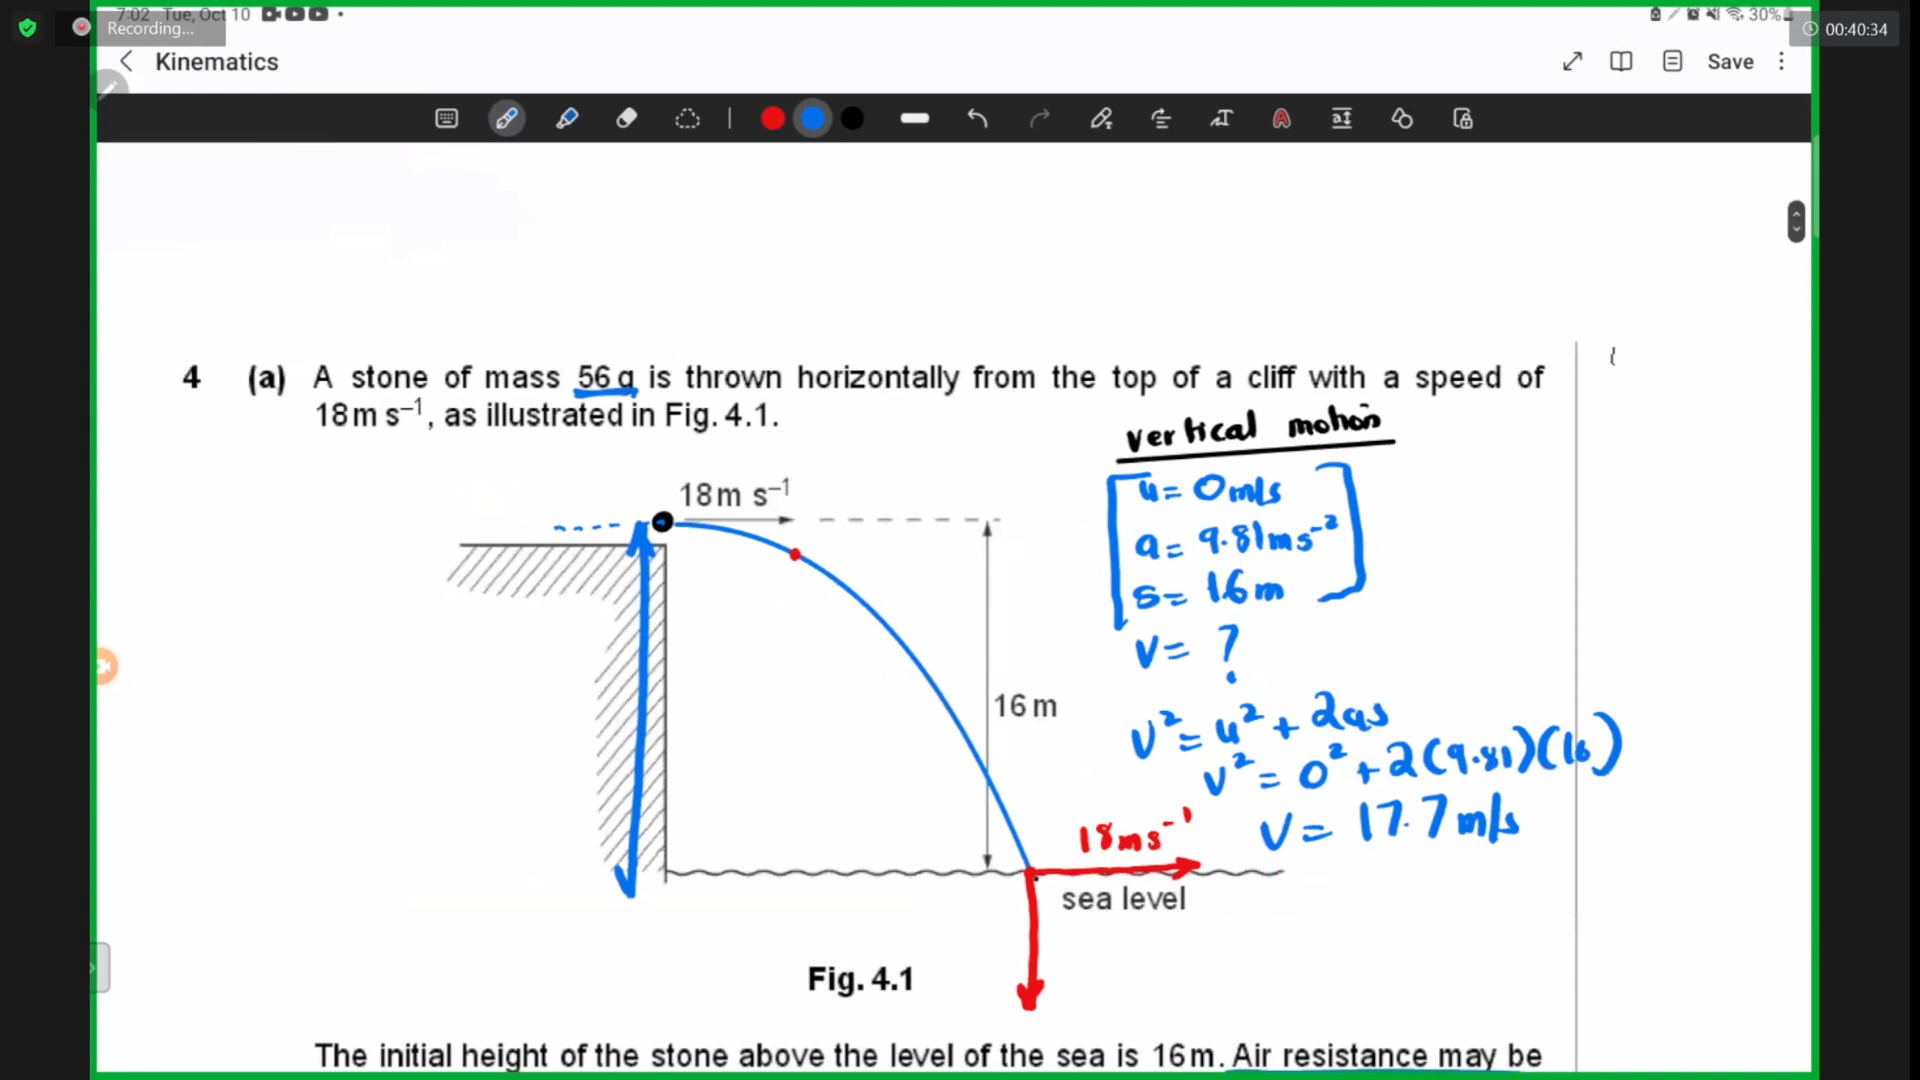 7:02 Tue, Oct 10
30%
Recording...
00:40:34
Kinematics
Save
4 (a) A stone of mass 56 g is thrown horizontally from the top of a cliff with a speed of
18 m s⁻¹, as illustrated in Fig. 4.1.
vertical motion
18 m s⁻¹
u = 0 m/s
a = 9.81 m s⁻²
s = 16 m
v = ?
16 m
v² = u² + 2as
v² = 0² + 2(9.81)(16)
v = 17.7 m/s
18 m s⁻¹
sea level
Fig. 4.1
The initial height of the stone above the level of the sea is 16 m. Air resistance may be